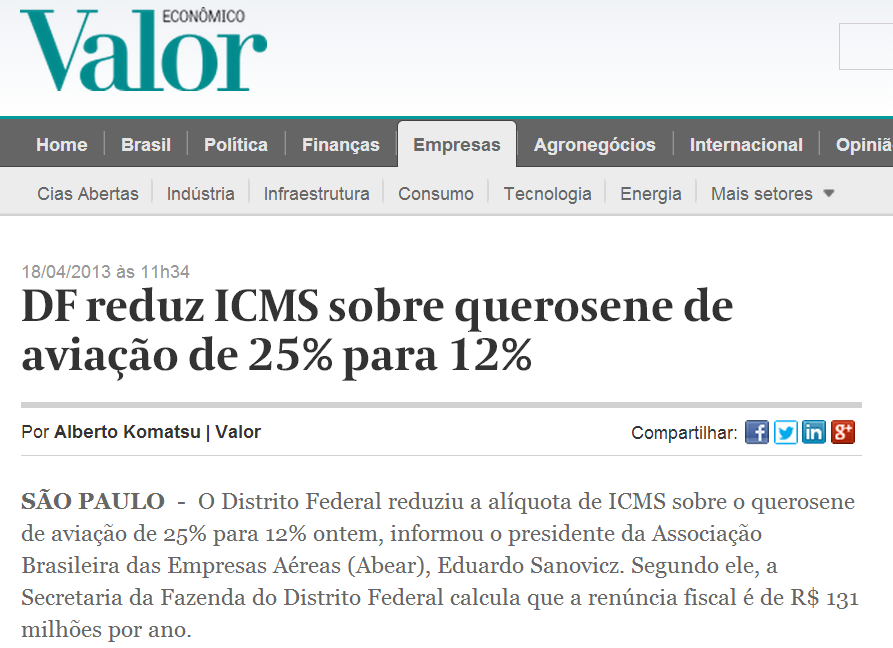 ECONÔMICO
Valor
Home Brasil Política Finanças Empresas Agronegócios Internacional
Cias Abertas Indústria Infraestrutura Consumo Tecnologia Energia Mais setores
18/04/2013 às 11h34
DF reduz ICMS sobre querosene de
aviação de 25% para 12%
Por Alberto Komatsu | Valor
Compartilhar: f in g+
SÃO PAULO - O Distrito Federal reduziu a alíquota de ICMS sobre o querosene
de aviação de 25% para 12% ontem, informou o presidente da Associação
Brasileira das Empresas Aéreas (Abear), Eduardo Sanovicz. Segundo ele, a
Secretaria da Fazenda do Distrito Federal calcula que a renúncia fiscal é de R$ 131
milhões por ano.